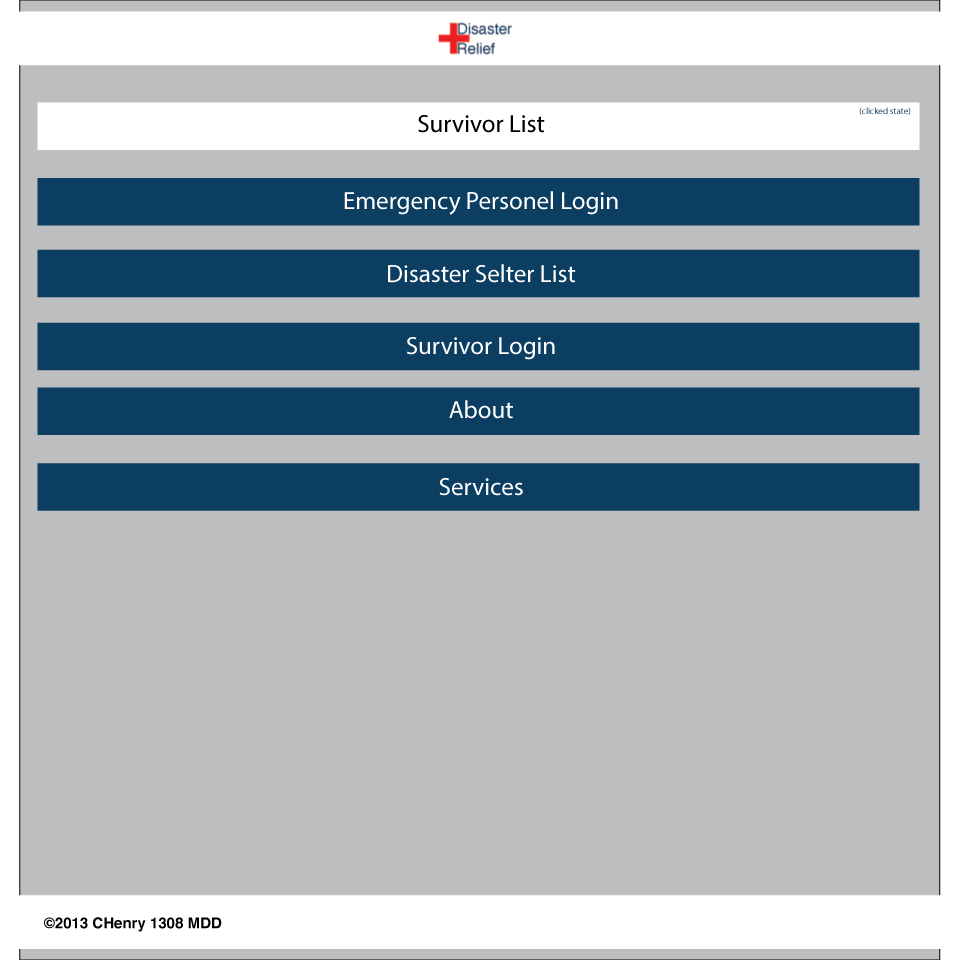 Disaster
Relief
(clicked state)
Survivor List
Emergency Personel Login
Disaster Selter List
Survivor Login
About
Services
©2013 CHenry 1308 MDD